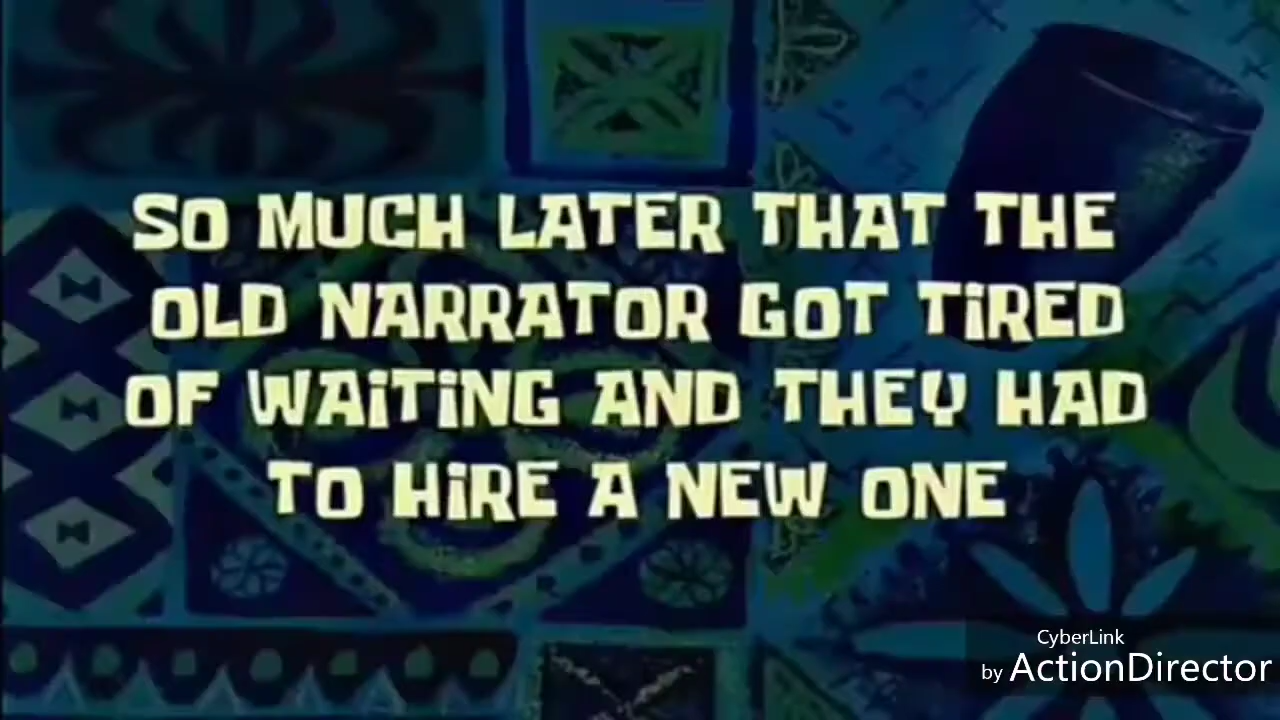 SO MUCH LATER THAT THE
OLD NARRATOR GOT TiRED
OF WAiTiNG AND THEY HAD
TO HiRE A NEW ONE
CyberLink
by ActionDirector